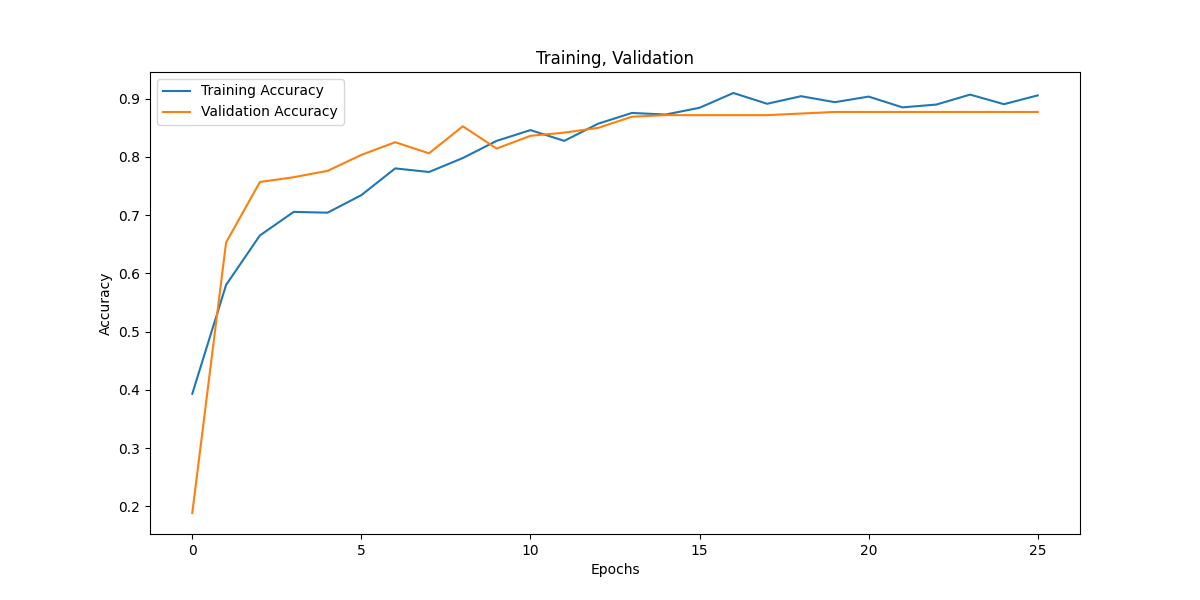 Training, Validation
Training Accuracy
Validation Accuracy
0.9
0.8
0.7
0.6
0.5
0.4
0.3
0.2
Accuracy
0 5 10 15 20 25
Epochs